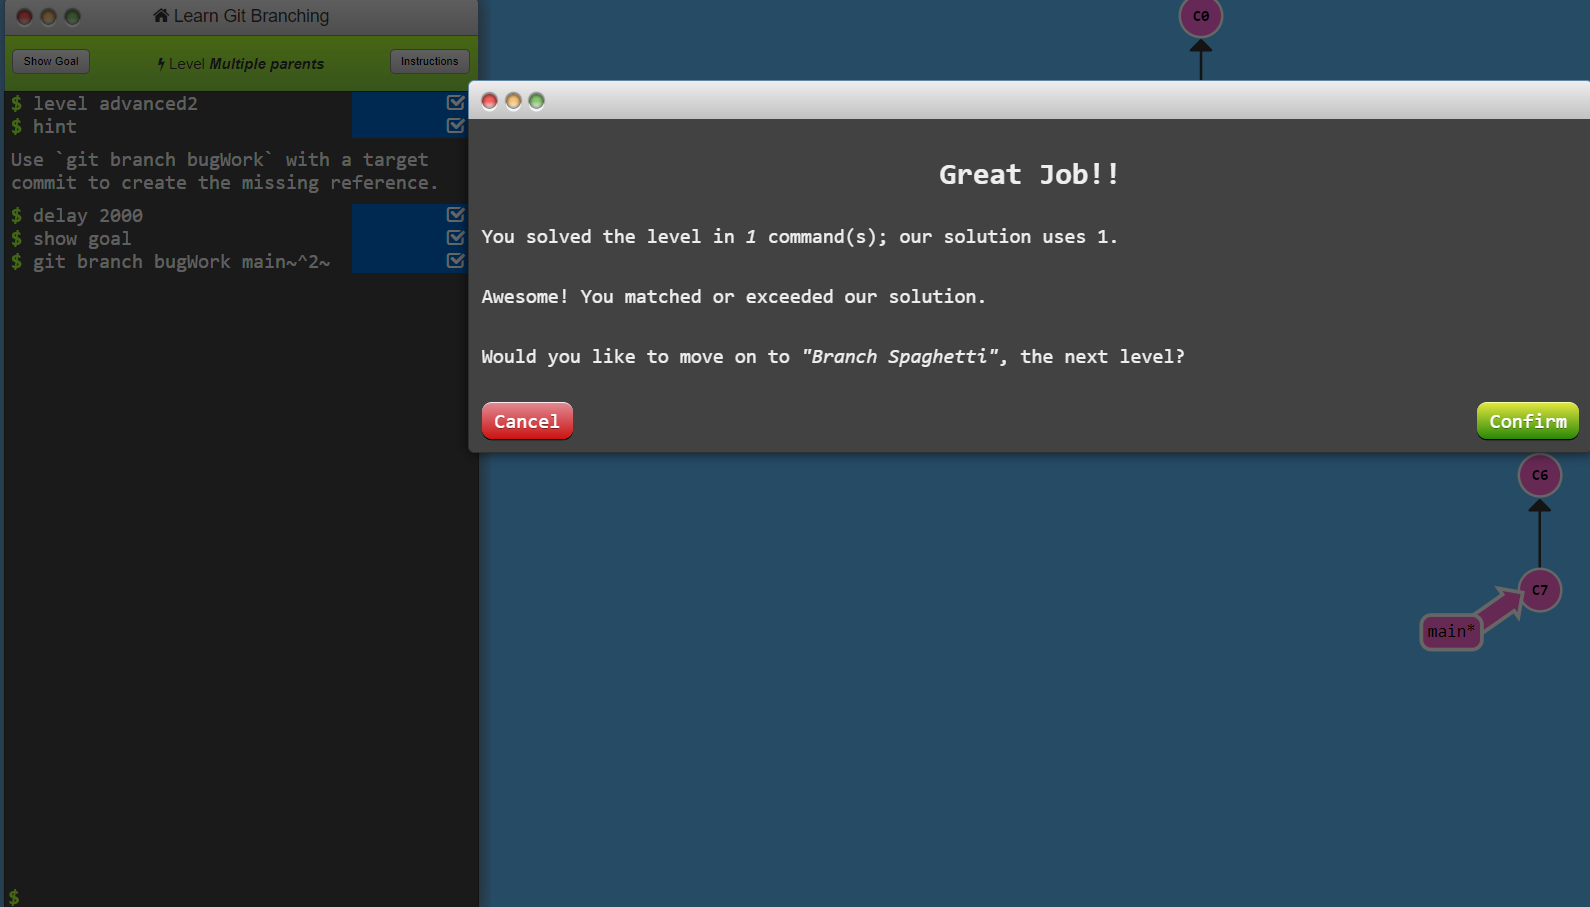 Learn Git Branching
Show Goal
Level Multiple parents
Instructions
$ level advanced2
$ hint
Use `git branch bugWork` with a target
commit to create the missing reference.
$ delay 2000
$ show goal
$ git branch bugWork main~^2~
$
C0
Great Job!!
You solved the level in 1 command(s); our solution uses 1.
Awesome! You matched or exceeded our solution.
Would you like to move on to "Branch Spaghetti", the next level?
Cancel
Confirm
C6
C7
main*